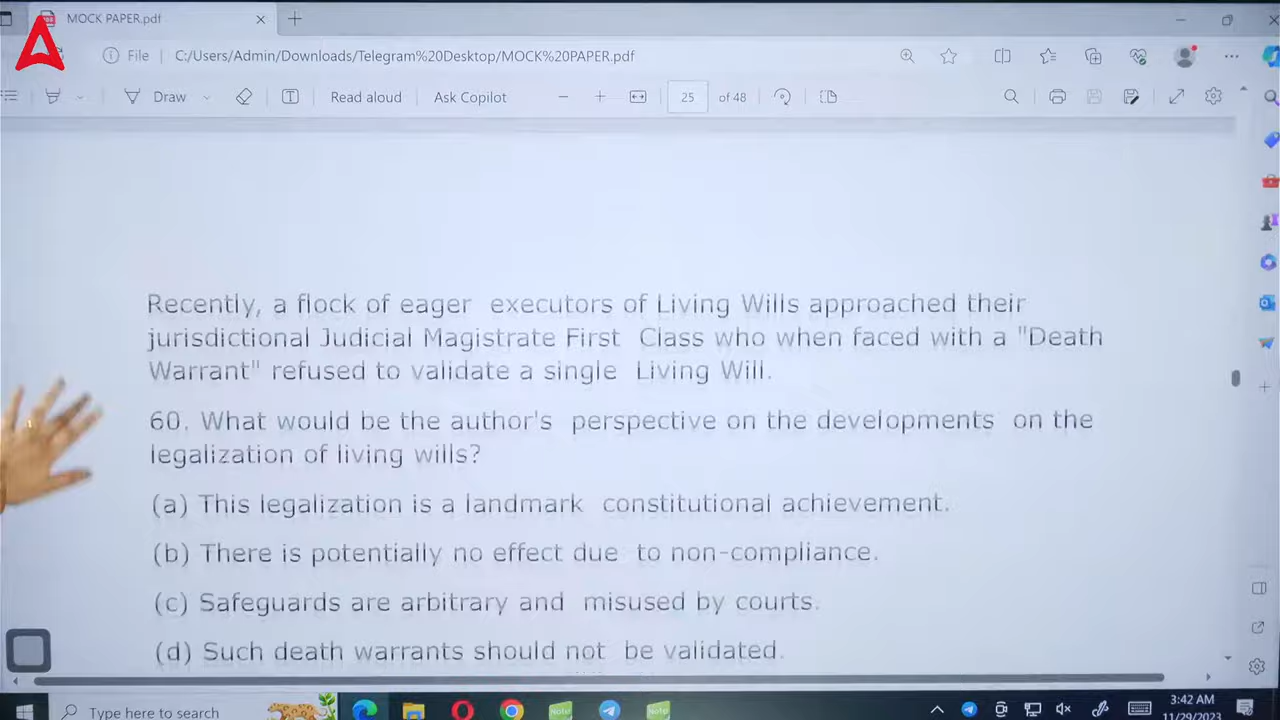 MOCK PAPER.pdf
File
C:/Users/Admin/Downloads/Telegram%20Desktop/MOCK%20PAPER.pdf
Draw
Read aloud
Ask Copilot
25
of 48
Recently, a flock of eager executors of Living Wills approached their
jurisdictional Judicial Magistrate First Class who when faced with a "Death
Warrant" refused to validate a single Living Will.
60. What would be the author's perspective on the developments on the
legalization of living wills?
(a) This legalization is a landmark constitutional achievement.
(b) There is potentially no effect due to non-compliance.
(c) Safeguards are arbitrary and misused by courts.
(d) Such death warrants should not be validated.
Type here to search
3:42 AM
11/29/2023